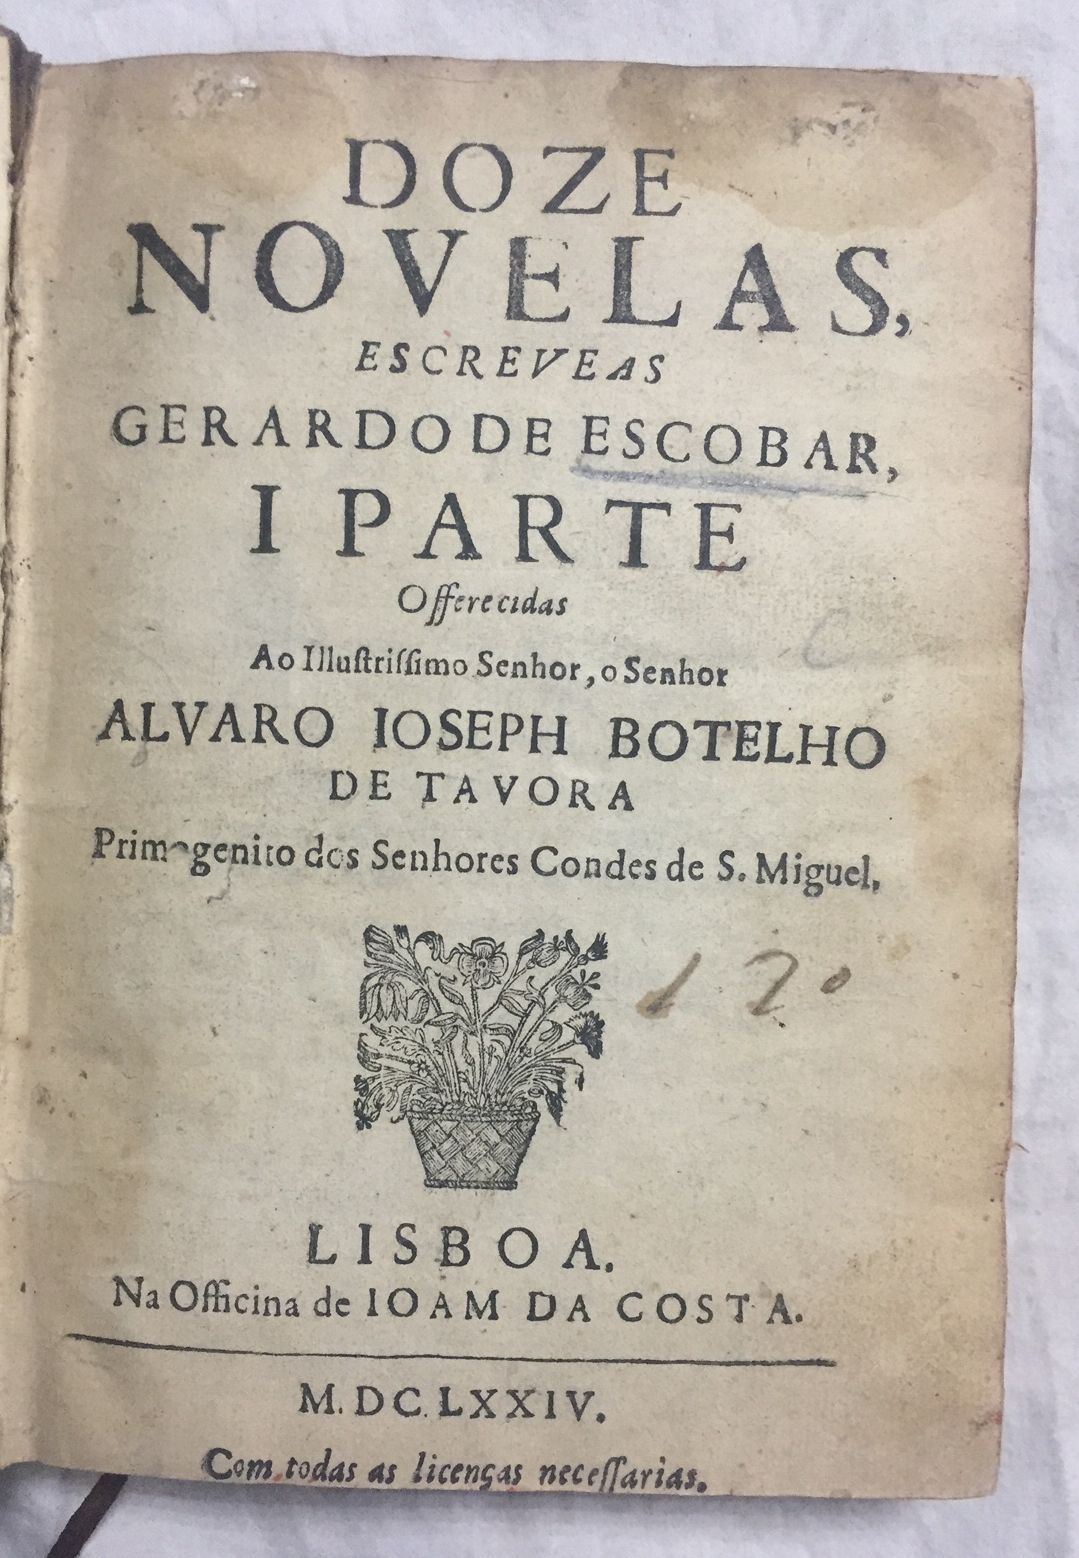 DOZE
NOVELAS,
ESCREVEAS
GERARDO DE ESCOBAR,
I PARTE
Offerecidas
Ao Illuſtriſſimo Senhor, o Senhor
ALVARO IOSEPH BOTELHO
DE TAVORA
Primogenito dos Senhores Condes de S. Miguel,
120
LISBOA.
Na Officina de IOAM DA COSTA.
M. DC. LXXIV.
Com todas as licenças neceſſarias.